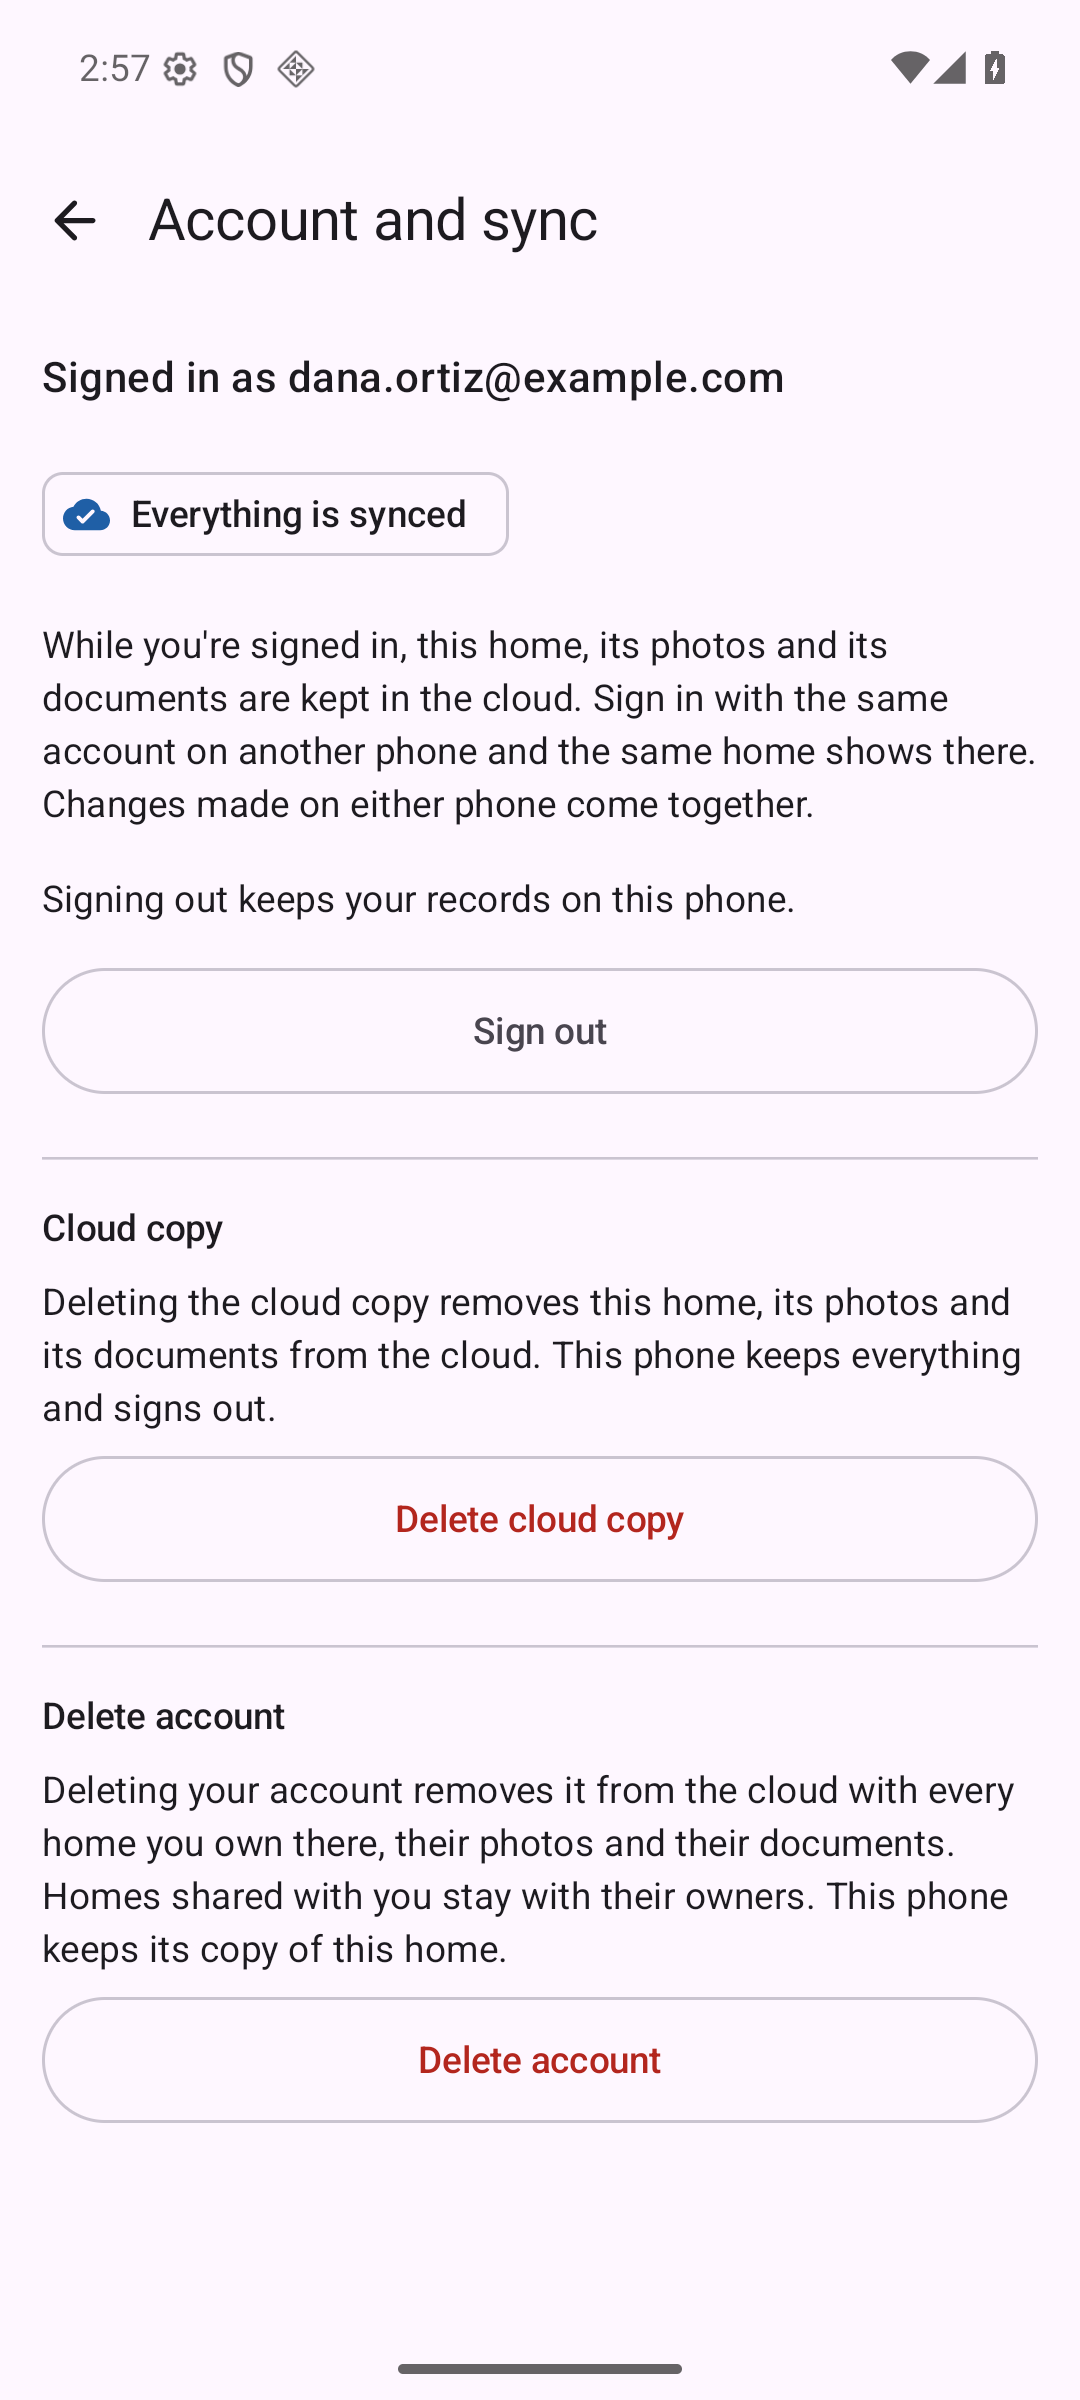 2:57
Account and sync
Signed in as dana.ortiz@example.com
Everything is synced
While you're signed in, this home, its photos and its
documents are kept in the cloud. Sign in with the same
account on another phone and the same home shows there.
Changes made on either phone come together.
Signing out keeps your records on this phone.
Sign out
Cloud copy
Deleting the cloud copy removes this home, its photos and
its documents from the cloud. This phone keeps everything
and signs out.
Delete cloud copy
Delete account
Deleting your account removes it from the cloud with every
home you own there, their photos and their documents.
Homes shared with you stay with their owners. This phone
keeps its copy of this home.
Delete account